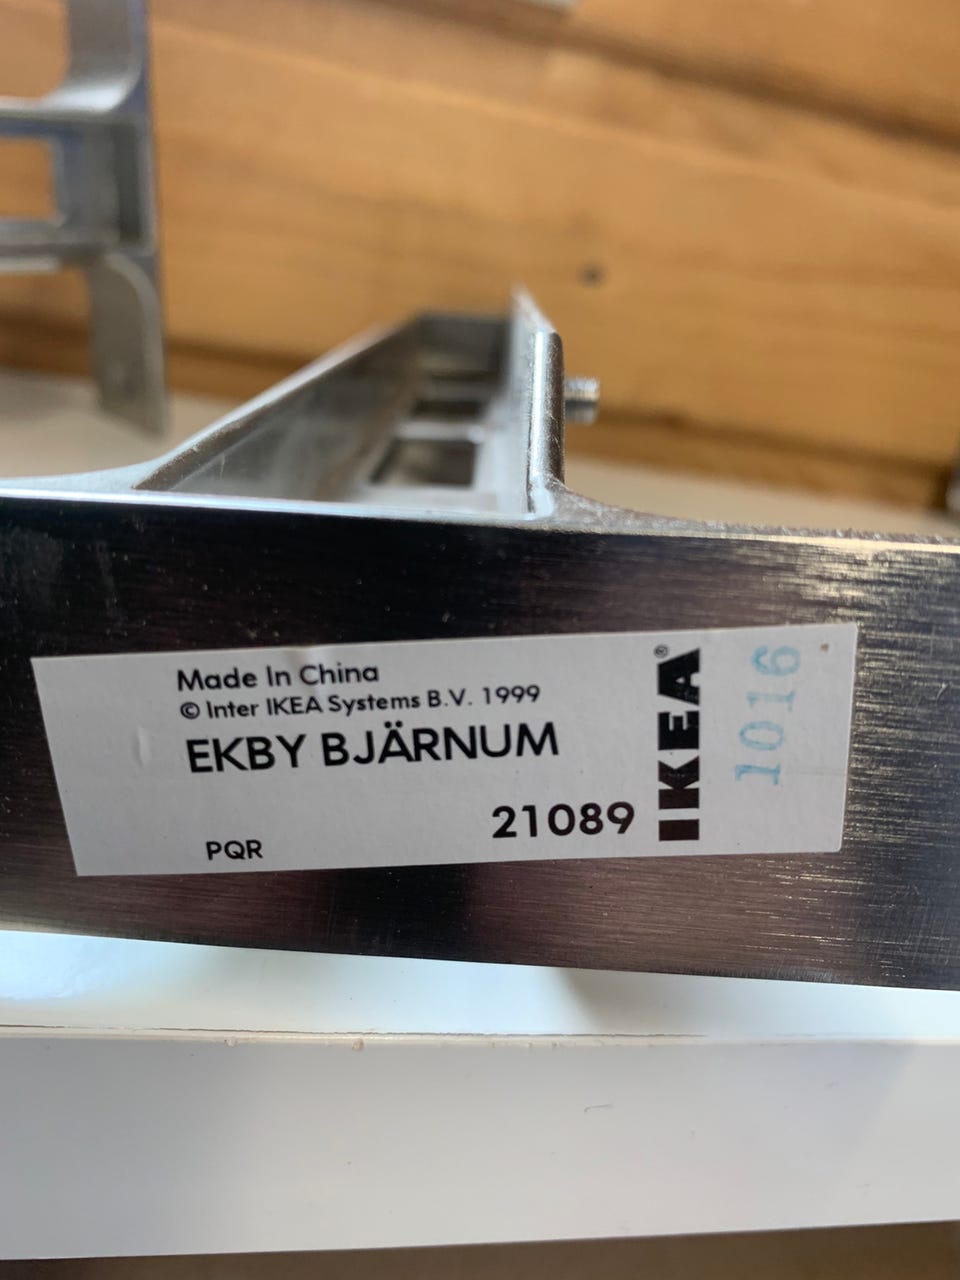 Made In China
© Inter IKEA Systems B.V. 1999
EKBY BJÄRNUM
21089
PQR
IKEA®
1016